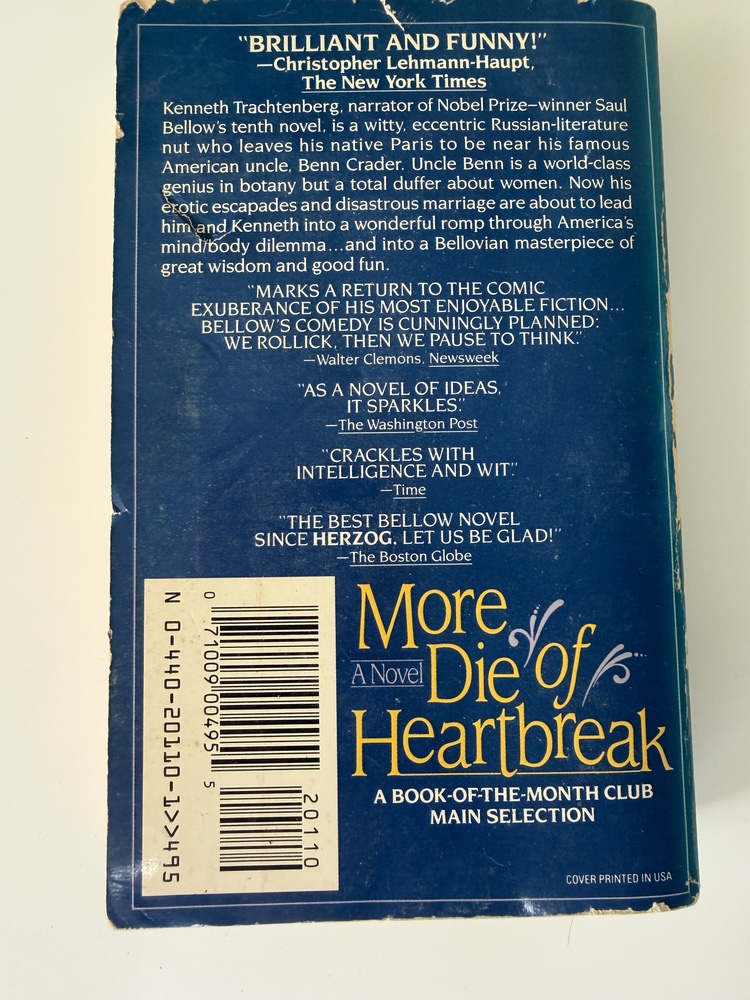 "BRILLIANT AND FUNNY!"
—Christopher Lehmann-Haupt,
The New York Times
Kenneth Trachtenberg, narrator of Nobel Prize–winner Saul
Bellow's tenth novel, is a witty, eccentric Russian-literature
nut who leaves his native Paris to be near his famous
American uncle, Benn Crader. Uncle Benn is a world-class
genius in botany but a total duffer about women. Now his
erotic escapades and disastrous marriage are about to lead
him and Kenneth into a wonderful romp through America's
mind/body dilemma...and into a Bellovian masterpiece of
great wisdom and good fun.
"MARKS A RETURN TO THE COMIC
EXUBERANCE OF HIS MOST ENJOYABLE FICTION...
BELLOW'S COMEDY IS CUNNINGLY PLANNED:
WE ROLLICK, THEN WE PAUSE TO THINK."
—Walter Clemons, Newsweek
"AS A NOVEL OF IDEAS,
IT SPARKLES."
—The Washington Post
"CRACKLES WITH
INTELLIGENCE AND WIT."
—Time
"THE BEST BELLOW NOVEL
SINCE HERZOG. LET US BE GLAD!"
—The Boston Globe
N 0-440-20110-1>>495
0 71009 00495 5
20110
More
Die of
A Novel
Heartbreak
A BOOK-OF-THE-MONTH CLUB
MAIN SELECTION
COVER PRINTED IN USA